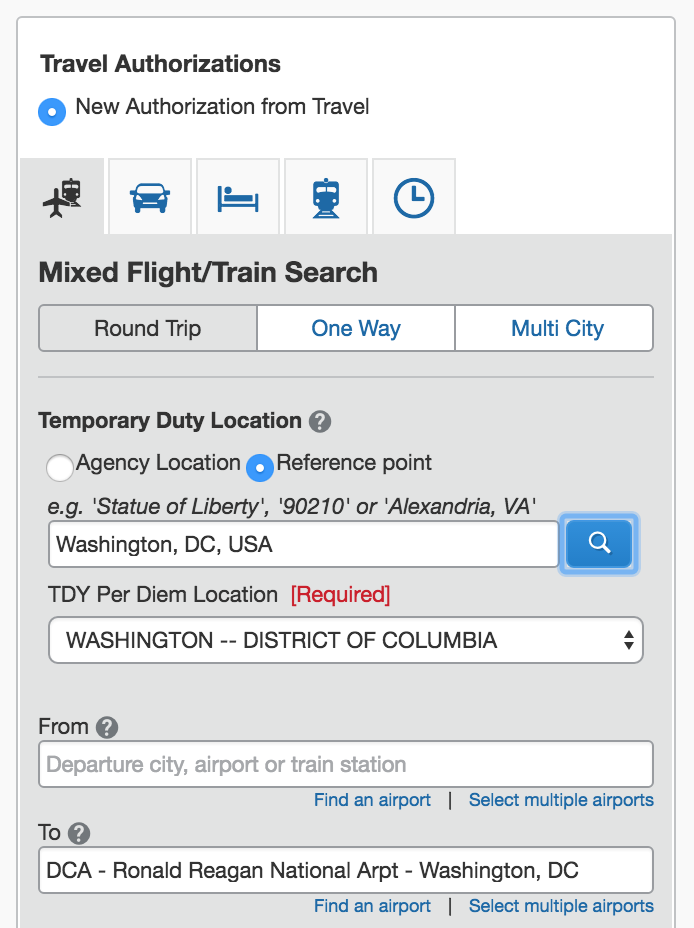 Travel Authorizations
New Authorization from Travel
Mixed Flight/Train Search
Round Trip One Way Multi City
Temporary Duty Location ?
Agency Location Reference point
e.g. 'Statue of Liberty', '90210' or 'Alexandria, VA'
Washington, DC, USA
TDY Per Diem Location [Required]
WASHINGTON -- DISTRICT OF COLUMBIA
From ?
Departure city, airport or train station
Find an airport | Select multiple airports
To ?
DCA - Ronald Reagan National Arpt - Washington, DC
Find an airport | Select multiple airports